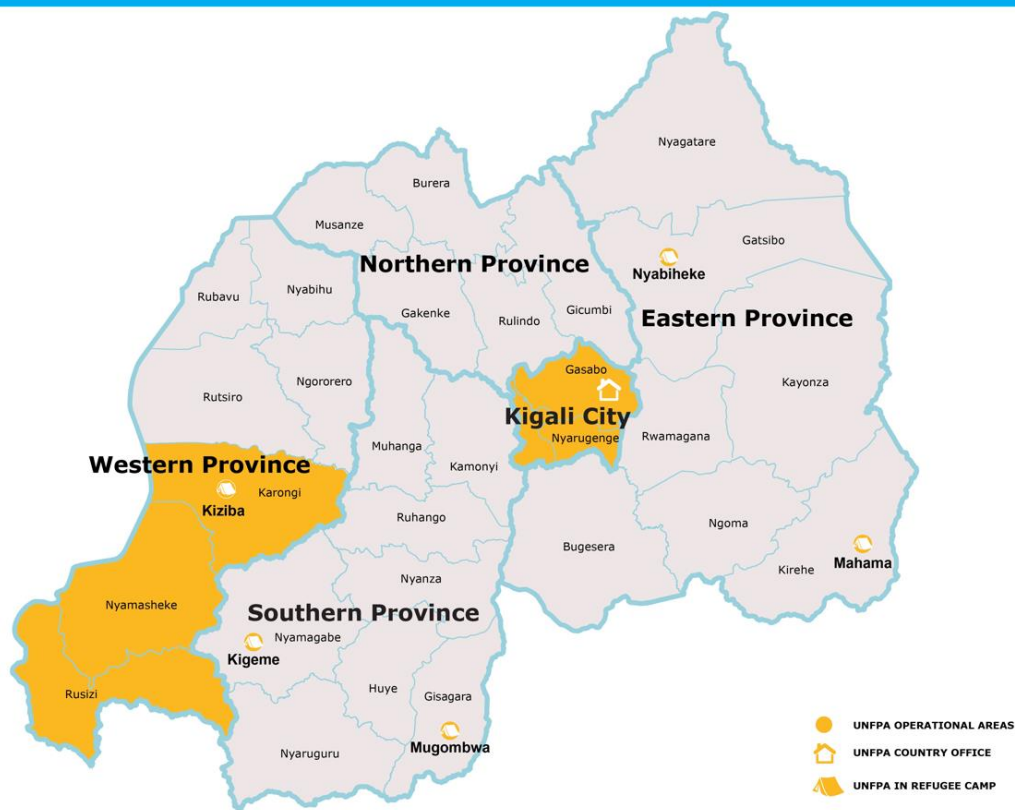 Nyagatare
Burera
Musanze
Gatsibo
Northern Province
Nyabiheke
Nyabihu
Rubavu
Gicumbi
Gakenke
Rulindo
Eastern Province
Gasabo
Ngororero
Kayonza
Rutsiro
Kigali City
Nyarugenge
Rwamagana
Muhanga
Kamonyi
Western Province
Karongi
Kiziba
Ruhango
Ngoma
Bugesera
Mahama
Kirehe
Nyanza
Nyamasheke
Southern Province
Nyamagabe
Kigeme
Huye
Gisagara
Rusizi
Mugombwa
Nyaruguru
UNFPA OPERATIONAL AREAS
UNFPA COUNTRY OFFICE
UNFPA IN REFUGEE CAMP